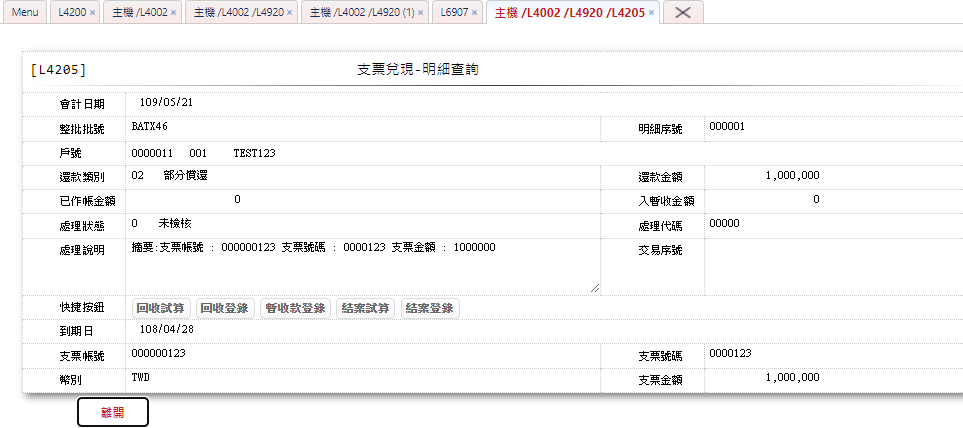 Menu L4200 × 主機 /L4002 × 主機 /L4002 /L4920 × 主機 /L4002 /L4920 (1) × L6907 × 主機 /L4002 /L4920 /L4205 ×
[L4205] 支票兌現-明細查詢
會計日期 109/05/21
整批批號 BATX46 明細序號 000001
戶號 0000011 001 TEST123
還款類別 02 部分償還 還款金額 1,000,000
已作帳金額 0 入暫收金額 0
處理狀態 0 未檢核 處理代碼 00000
處理說明 摘要:支票帳號 : 000000123 支票號碼 : 0000123 支票金額 : 1000000 交易序號
快捷按鈕 回收試算 回收登錄 暫收款登錄 結案試算 結案登錄
到期日 108/04/28
支票帳號 000000123 支票號碼 0000123
幣別 TWD 支票金額 1,000,000
離開